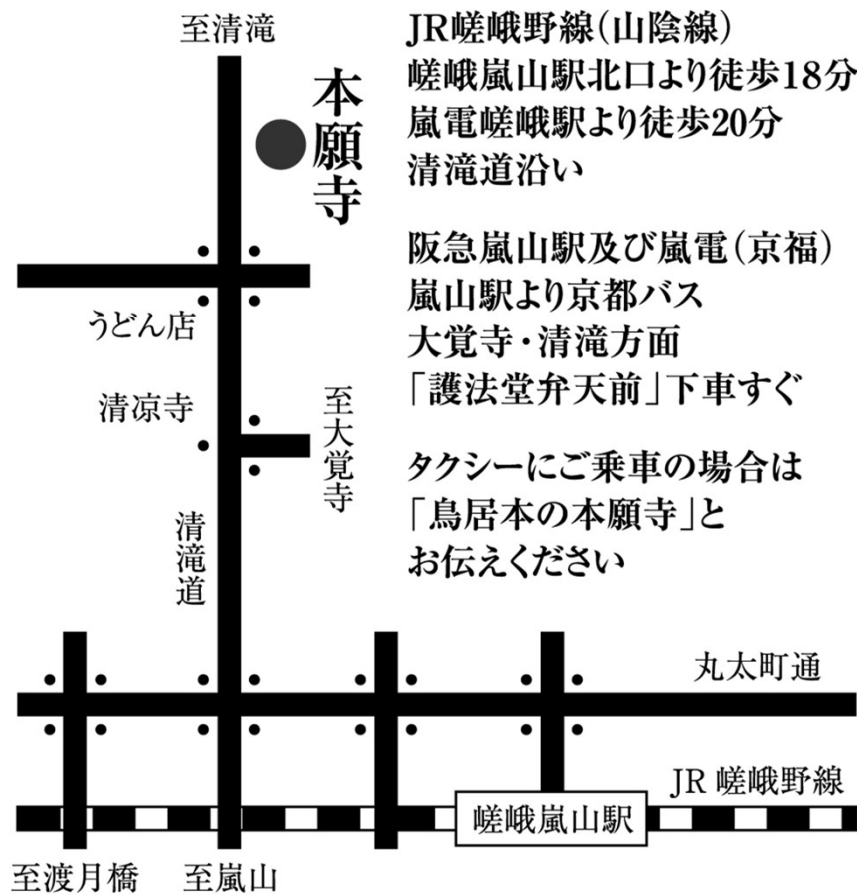 至清滝
本願寺
JR嵯峨野線(山陰線)
嵯峨嵐山駅北口より徒歩18分
嵐電嵯峨駅より徒歩20分
清滝道沿い
阪急嵐山駅及び嵐電(京福)
嵐山駅より京都バス
大覚寺・清滝方面
「護法堂弁天前」下車すぐ
タクシーにご乗車の場合は
「鳥居本の本願寺」と
お伝えください
うどん店
清凉寺
至大覚寺
清滝道
丸太町通
JR 嵯峨野線
嵯峨嵐山駅
至渡月橋
至嵐山